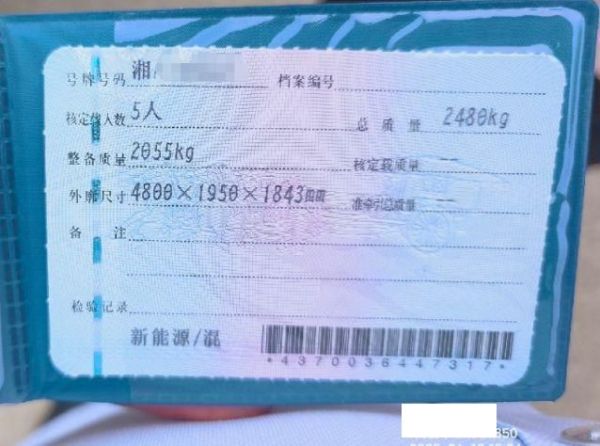 号牌号码 湘 档案编号
核定载人数 5人 总质量 2480kg
整备质量 2055kg 核定载质量 --
外廓尺寸 4800×1950×1843mm 准牵引总质量 --
备注
检验记录
新能源/混
*4370036447317*
350